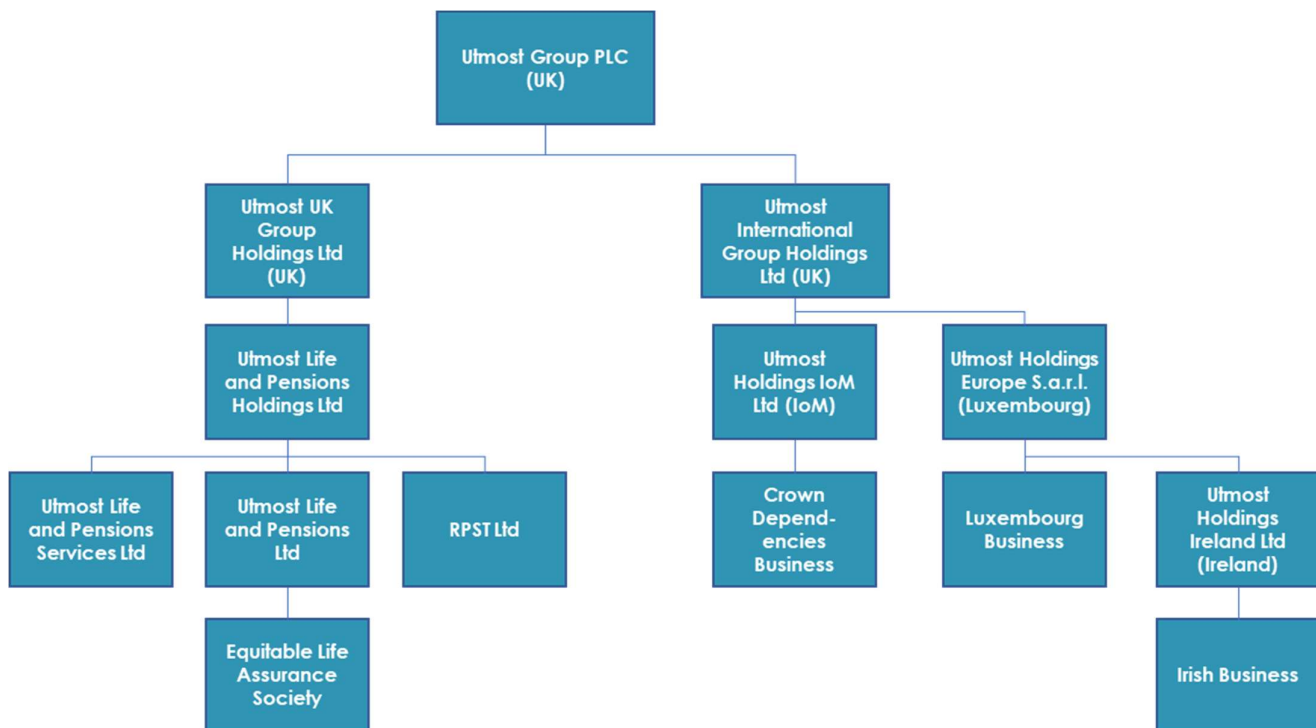 Utmost Group PLC
(UK)
Utmost UK
Group
Holdings Ltd
(UK)
Utmost
International
Group Holdings
Ltd (UK)
Utmost Life
and Pensions
Holdings Ltd
Utmost
Holdings IoM
Ltd (IoM)
Utmost Holdings
Europe S.a.r.l.
(Luxembourg)
Utmost Life
and Pensions
Services Ltd
Utmost Life
and Pensions
Ltd
RPST Ltd
Crown
Depend-
encies
Business
Luxembourg
Business
Utmost
Holdings
Ireland Ltd
(Ireland)
Equitable Life
Assurance
Society
Irish Business